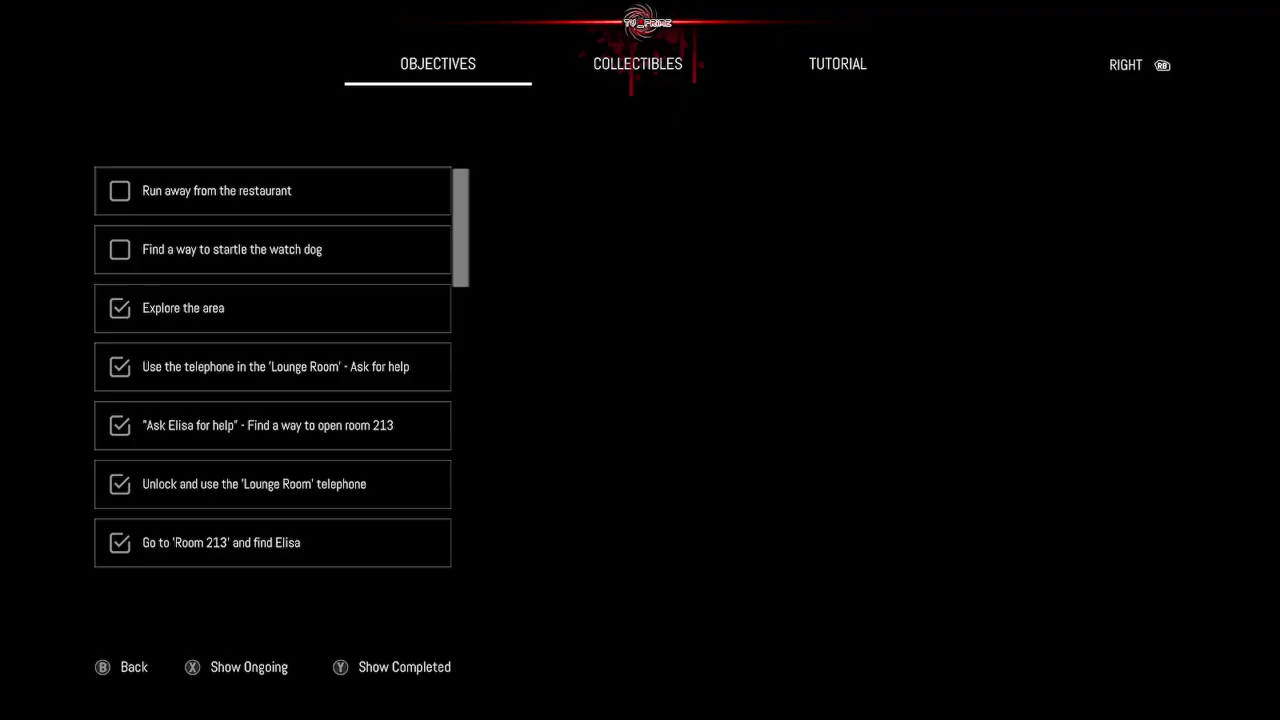 TV_PRIME
OBJECTIVES
COLLECTIBLES
TUTORIAL
RIGHT RB
Run away from the restaurant
Find a way to startle the watch dog
Explore the area
Use the telephone in the 'Lounge Room' - Ask for help
"Ask Elisa for help" - Find a way to open room 213
Unlock and use the 'Lounge Room' telephone
Go to 'Room 213' and find Elisa
B Back
X Show Ongoing
Y Show Completed